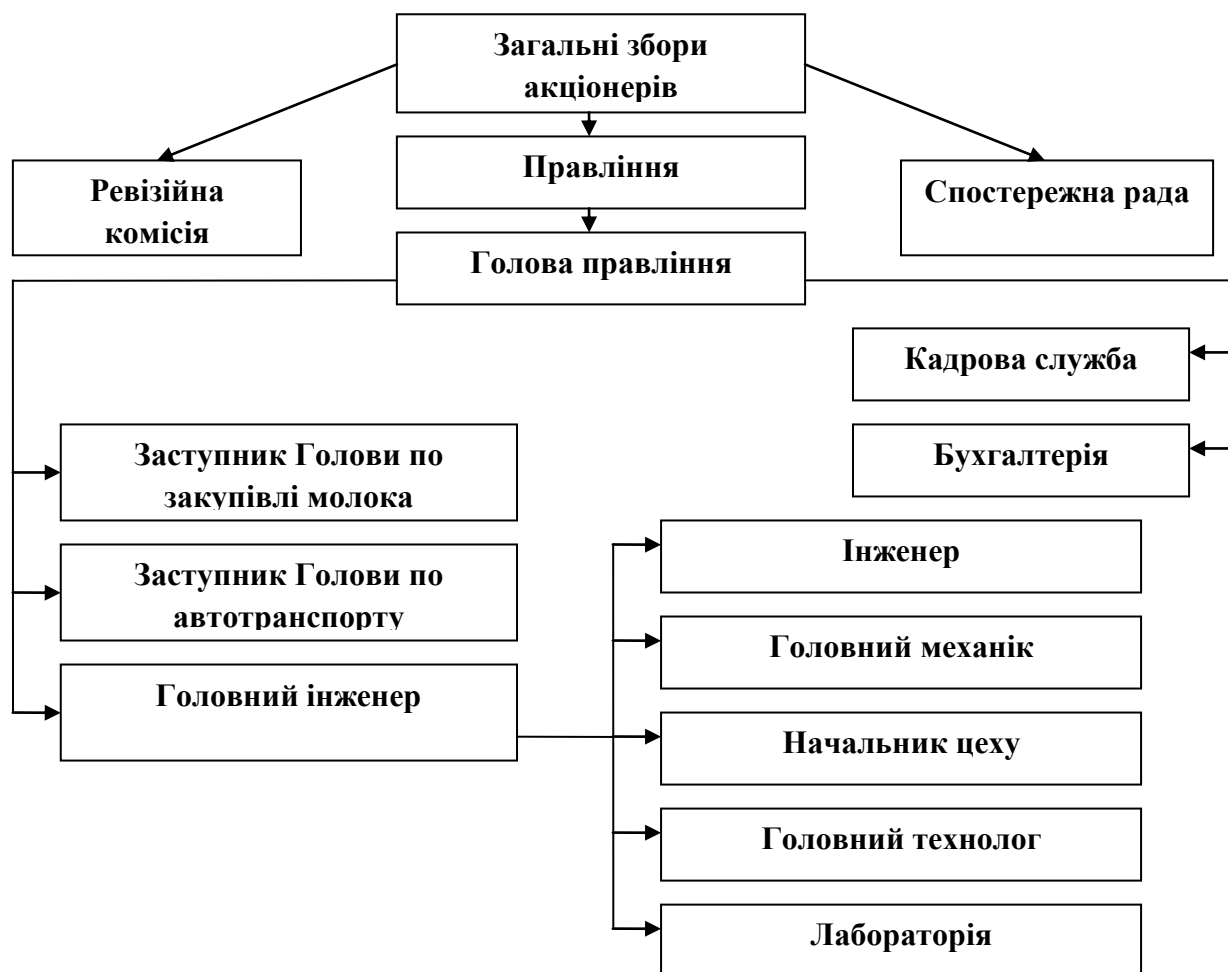 Загальні збори
акціонерів
Правління
Ревізійна
комісія
Спостережна рада
Голова правління
Кадрова служба
Бухгалтерія
Заступник Голови по
закупівлі молока
Заступник Голови по
автотранспорту
Головний інженер
Інженер
Головний механік
Начальник цеху
Головний технолог
Лабораторія